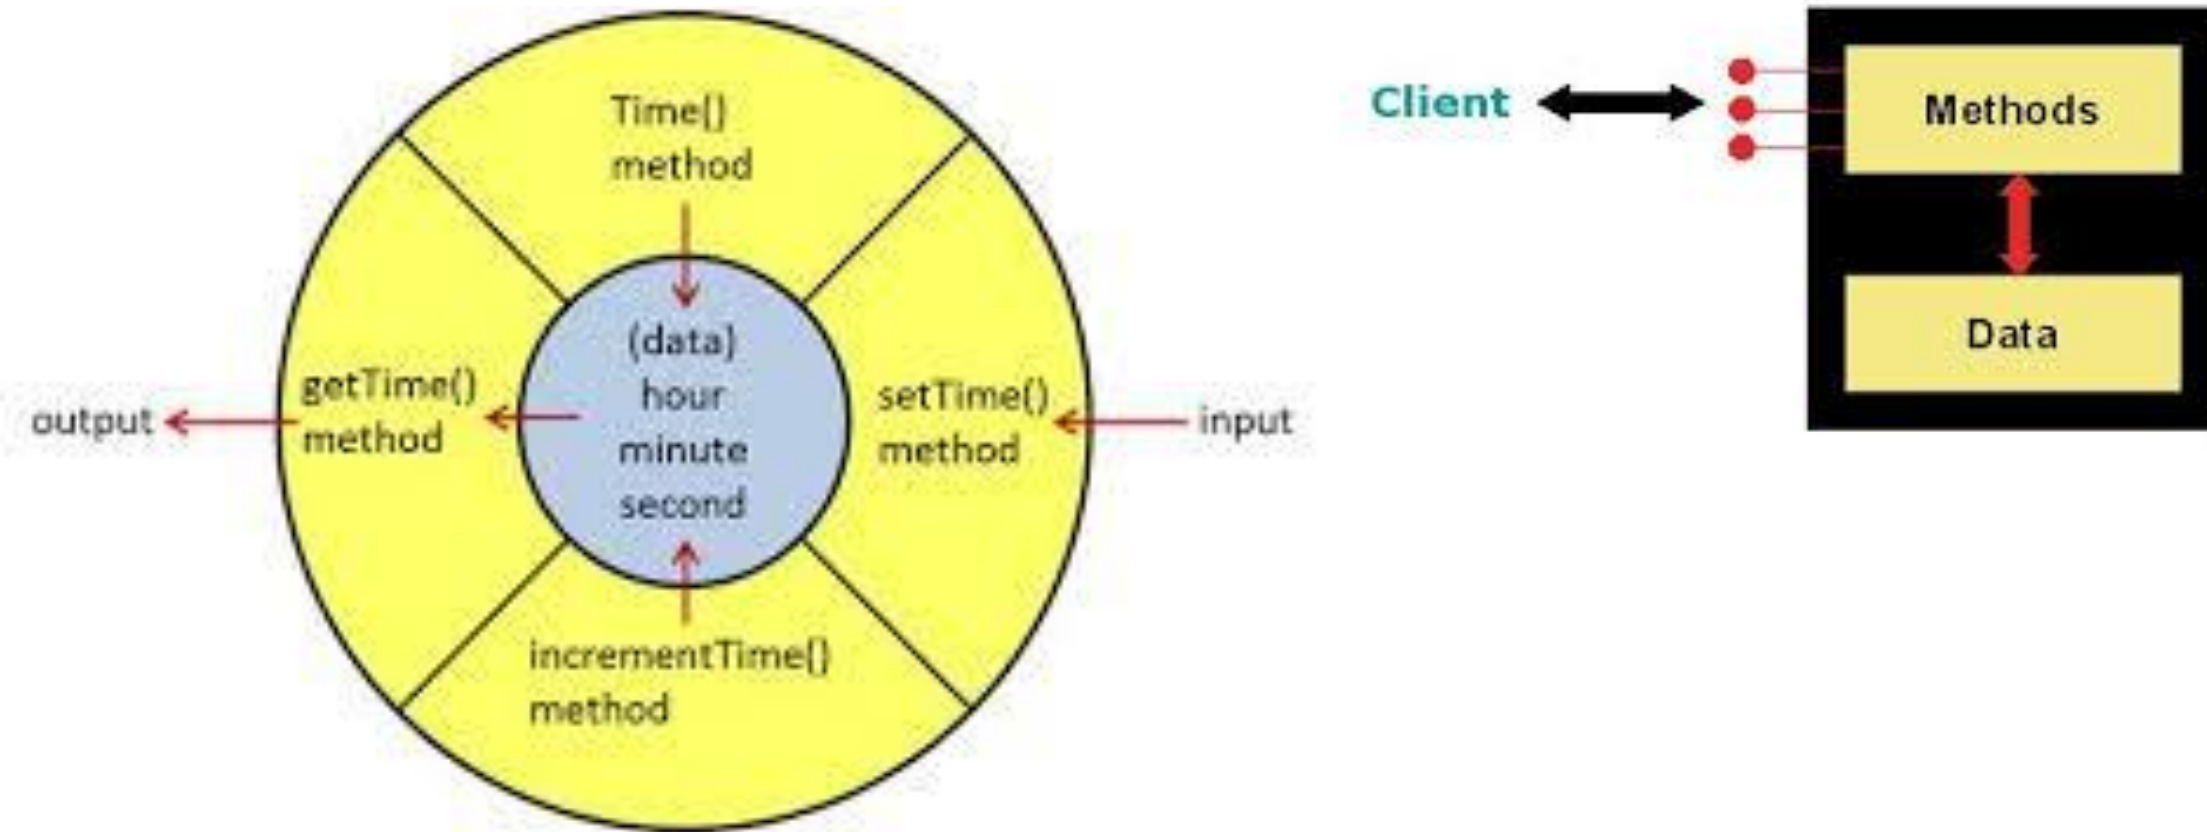 Time()
method
(data)
hour
minute
second
getTime()
method
output
setTime()
method
input
incrementTime()
method
Client
Methods
Data